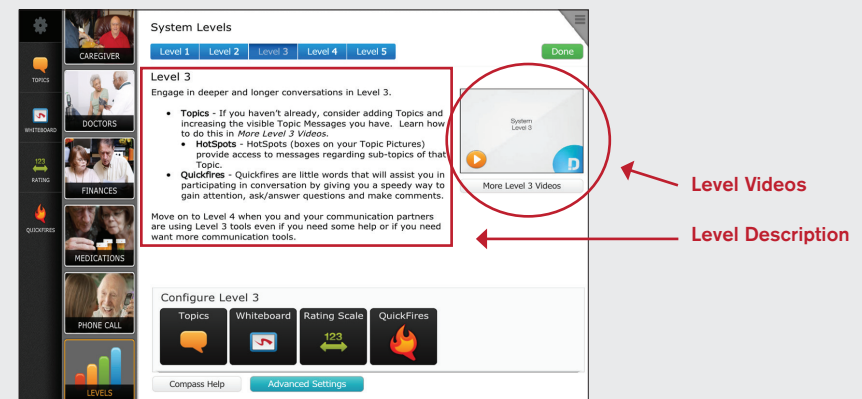 System Levels
Level 1 Level 2 Level 3 Level 4 Level 5
Done
TOPICS
WHITEBOARD
123
RATING
QUICKFIRES
CAREGIVER
DOCTORS
FINANCES
MEDICATIONS
PHONE CALL
LEVELS
Level 3
Engage in deeper and longer conversations in Level 3.
• Topics - If you haven't already, consider adding Topics and
increasing the visible Topic Messages you have. Learn how
to do this in More Level 3 Videos.
• HotSpots - HotSpots (boxes on your Topic Pictures)
provide access to messages regarding sub-topics of that
Topic.
• Quickfires - Quickfires are little words that will assist you in
participating in conversation by giving you a speedy way to
gain attention, ask/answer questions and make comments.
Move on to Level 4 when you and your communication partners
are using Level 3 tools even if you need some help or if you need
want more communication tools.
System
Level 3
D
More Level 3 Videos
Level Videos
Level Description
Configure Level 3
Topics Whiteboard Rating Scale QuickFires
123
Compass Help Advanced Settings